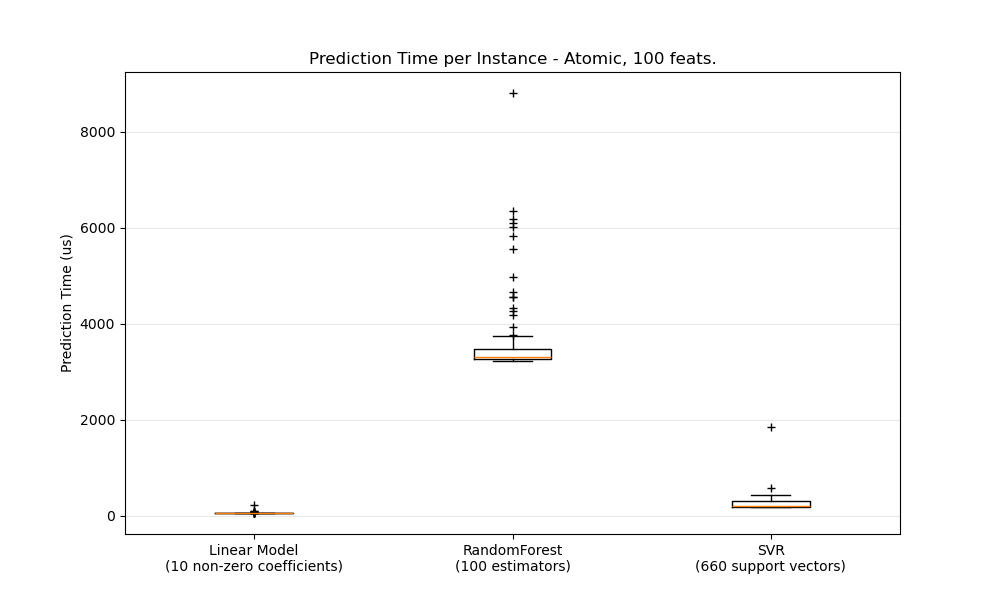 Prediction Time per Instance - Atomic, 100 feats.
8000
6000
4000
2000
0
Prediction Time (us)
Linear Model
(10 non-zero coefficients)
RandomForest
(100 estimators)
SVR
(660 support vectors)